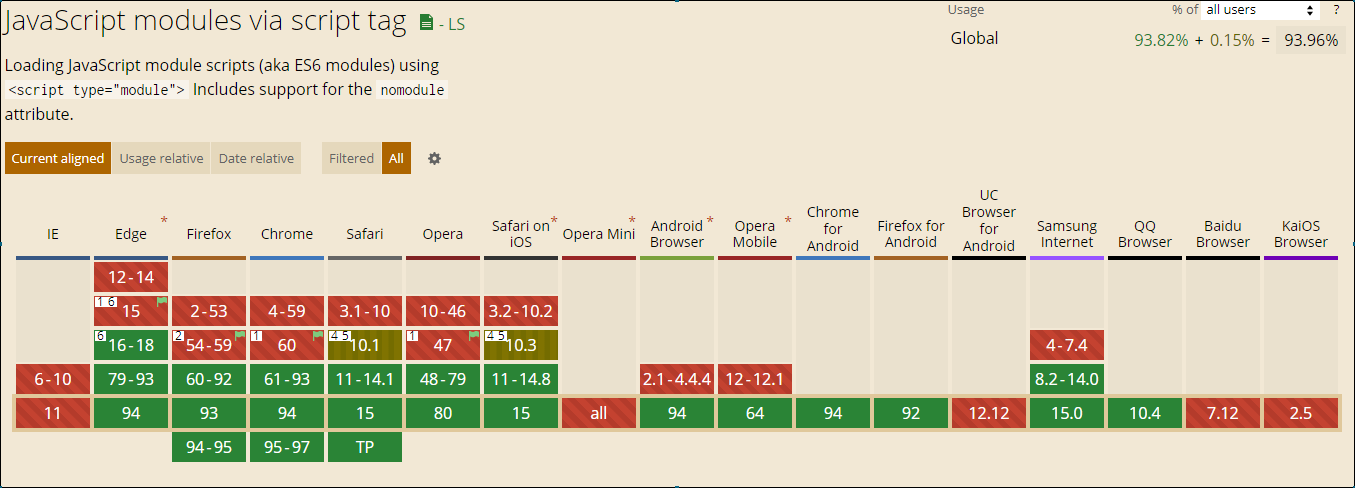 JavaScript modules via script tag - LS
Usage % of all users ?
Global 93.82% + 0.15% = 93.96%
Loading JavaScript module scripts (aka ES6 modules) using
<script type="module"> Includes support for the nomodule
attribute.
Current aligned Usage relative Date relative Filtered All
IE Edge * Firefox Chrome Safari Opera Safari on iOS * Opera Mini * Android Browser * Opera Mobile * Chrome for Android Firefox for Android UC Browser for Android Samsung Internet QQ Browser Baidu Browser KaiOS Browser
12-14
1 6 15 2-53 4-59 3.1-10 10-46 3.2-10.2
6 16-18 2 54-59 1 60 4 5 10.1 1 47 4 5 10.3 4-7.4
6-10 79-93 60-92 61-93 11-14.1 48-79 11-14.8 2.1-4.4.4 12-12.1 8.2-14.0
11 94 93 94 15 80 15 all 94 64 94 92 12.12 15.0 10.4 7.12 2.5
94-95 95-97 TP